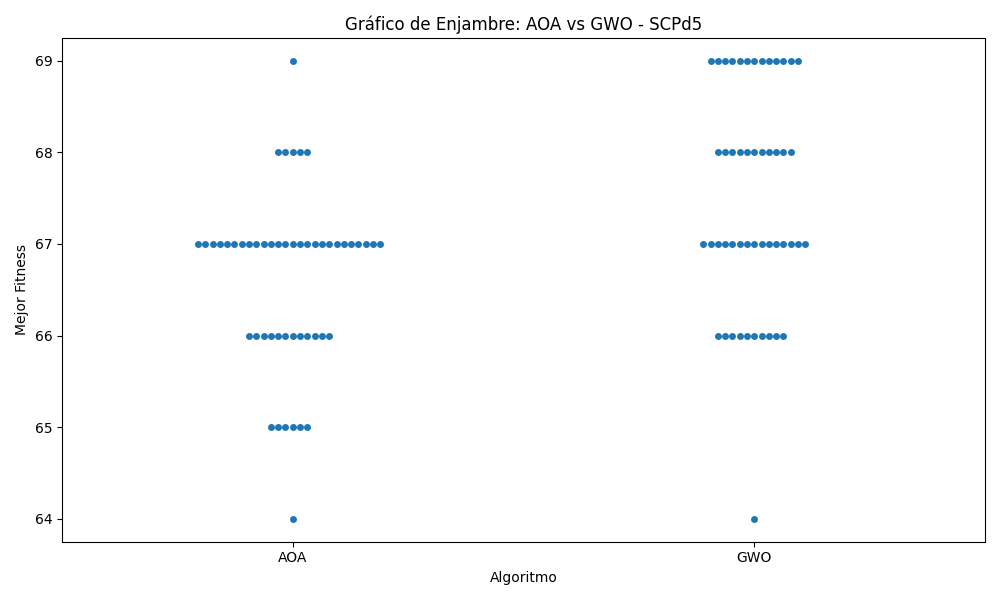 Gráfico de Enjambre: AOA vs GWO - SCPd5
Mejor Fitness
69
68
67
66
65
64
AOA
GWO
Algoritmo